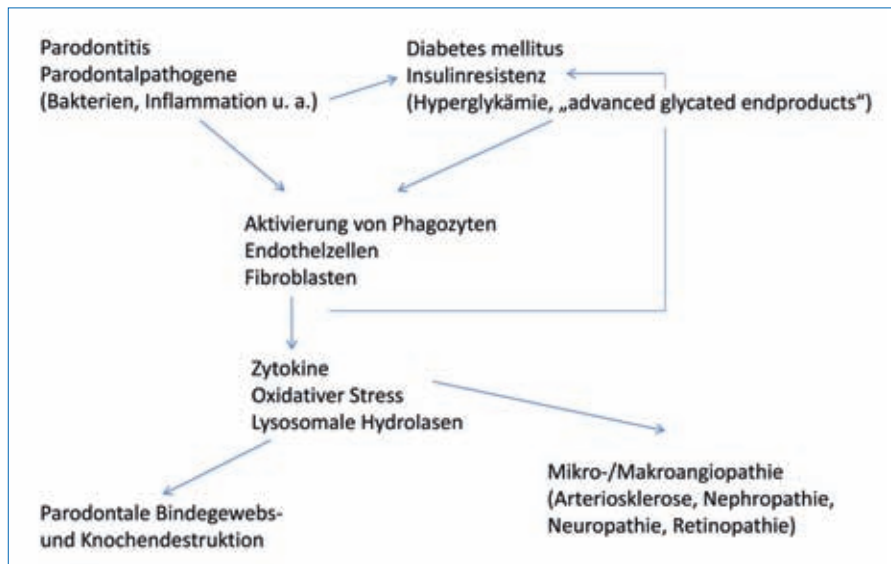 Parodontitis
Parodontalpathogene
(Bakterien, Inflammation u. a.)
Diabetes mellitus
Insulinresistenz
(Hyperglykämie, „advanced glycated endproducts“)
Aktivierung von Phagozyten
Endothelzellen
Fibroblasten
Zytokine
Oxidativer Stress
Lysosomale Hydrolasen
Parodontale Bindegewebs-
und Knochendestruktion
Mikro-/Makroangiopathie
(Arteriosklerose, Nephropathie,
Neuropathie, Retinopathie)